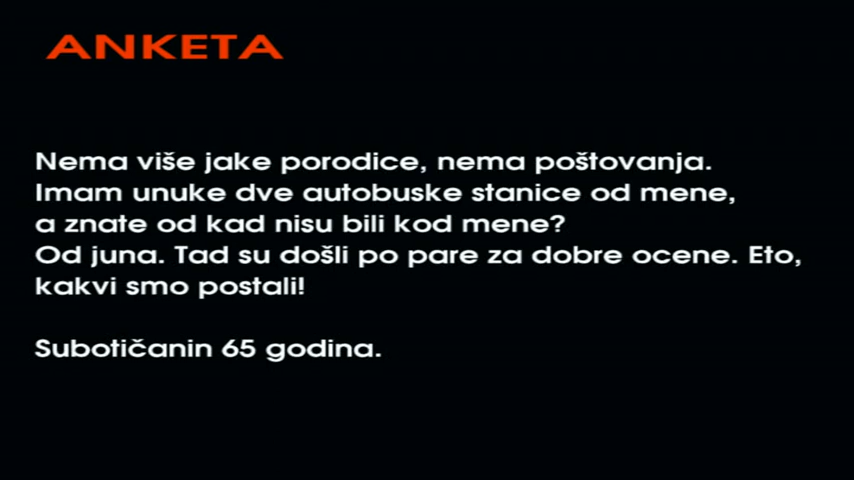 ANKETA
Nema više jake porodice, nema poštovanja.
Imam unuke dve autobuske stanice od mene,
a znate od kad nisu bili kod mene?
Od juna. Tad su došli po pare za dobre ocene. Eto,
kakvi smo postali!
Subotičanin 65 godina.